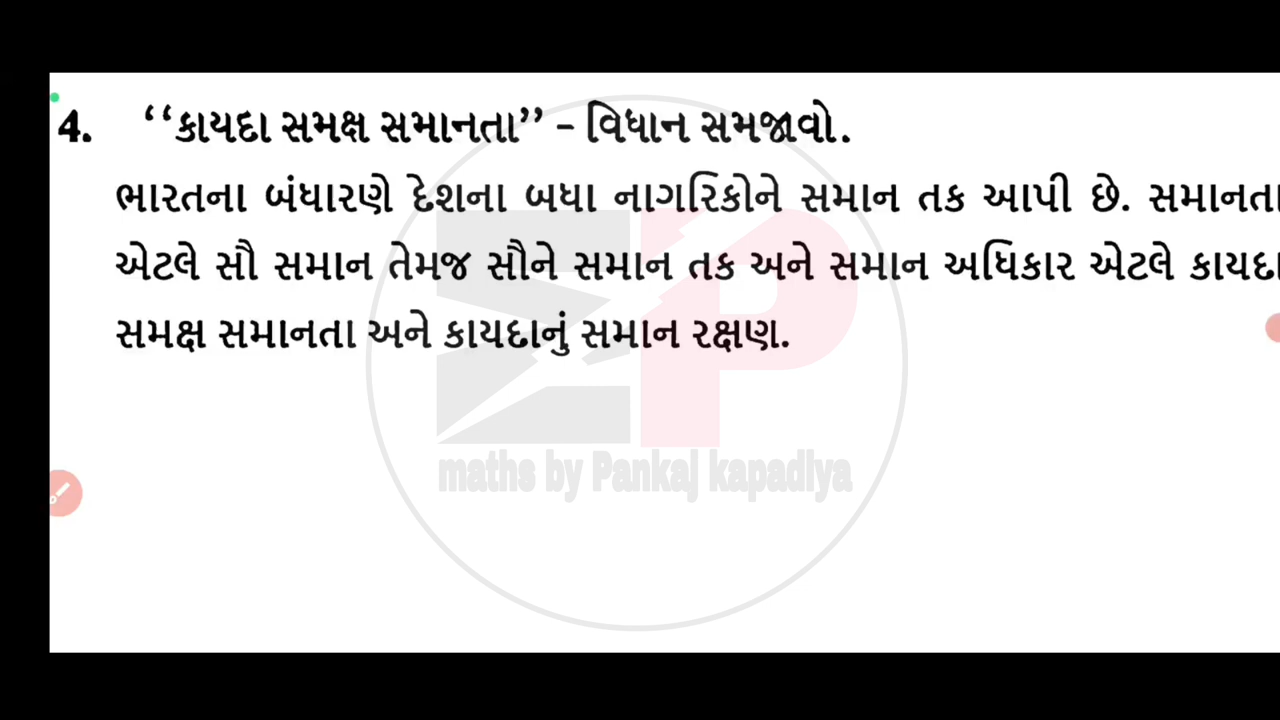 4. ‘‘કાયદા સમક્ષ સમાનતા’’ – વિધાન સમજાવો.
ભારતના બંધારણે દેશના બધા નાગરિકોને સમાન તક આપી છે. સમાનતા
એટલે સૌ સમાન તેમજ સૌને સમાન તક અને સમાન અધિકાર એટલે કાયદા
સમક્ષ સમાનતા અને કાયદાનું સમાન રક્ષણ.
maths by Pankaj kapadiya